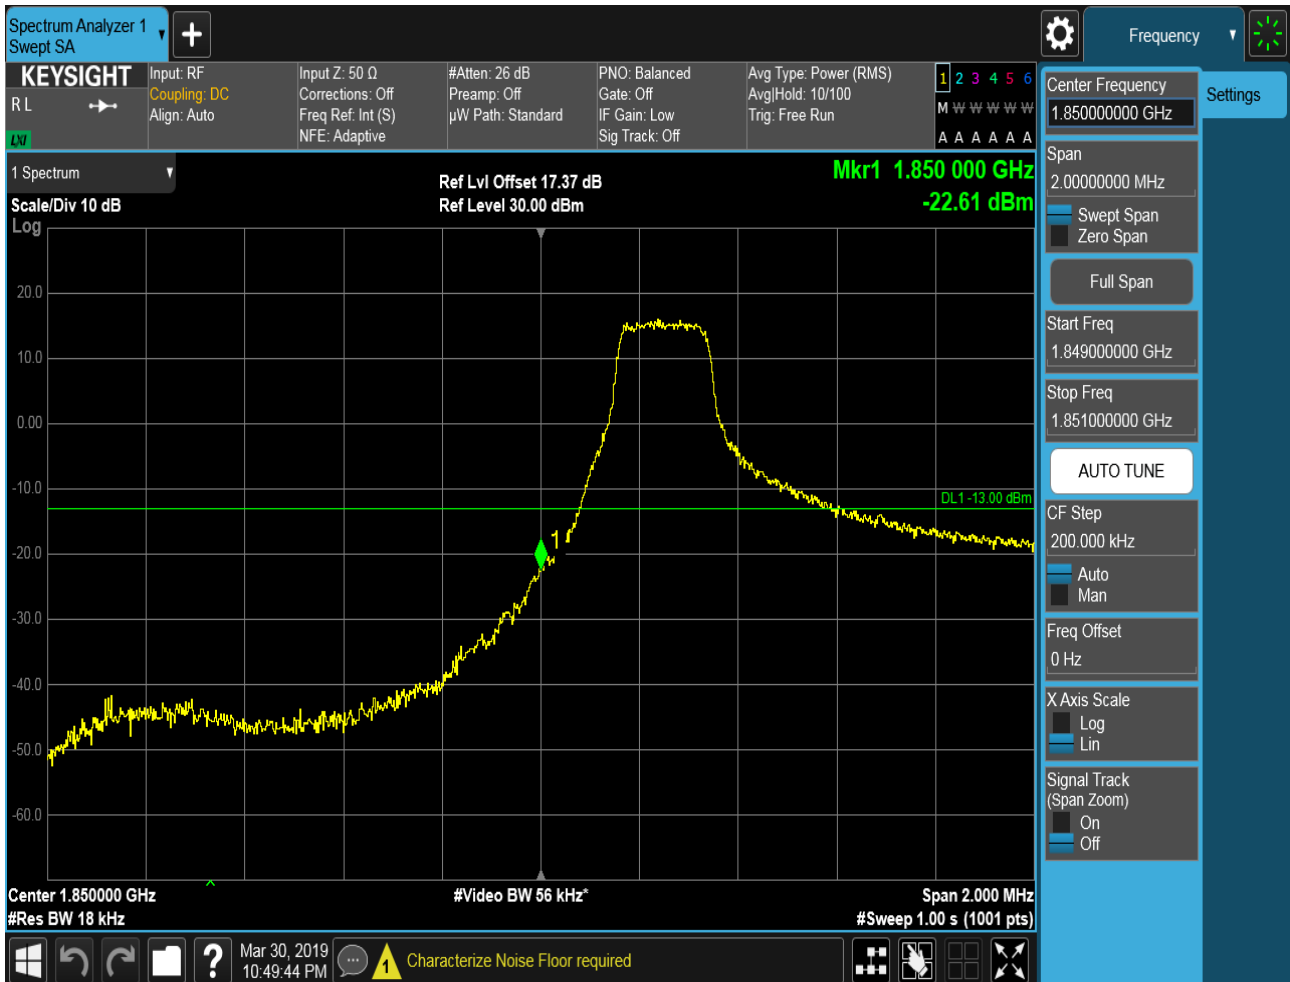 Spectrum Analyzer 1
Swept SA
Frequency
KEYSIGHT
R L
LXI
Input: RF
Coupling: DC
Align: Auto
Input Z: 50 Ω
Corrections: Off
Freq Ref: Int (S)
NFE: Adaptive
#Atten: 26 dB
Preamp: Off
µW Path: Standard
PNO: Balanced
Gate: Off
IF Gain: Low
Sig Track: Off
Avg Type: Power (RMS)
Avg|Hold: 10/100
Trig: Free Run
1 2 3 4 5 6
M W W W W W
A A A A A A
1 Spectrum
Scale/Div 10 dB
Log
Ref Lvl Offset 17.37 dB
Ref Level 30.00 dBm
Mkr1 1.850 000 GHz
-22.61 dBm
20.0
10.0
0.00
-10.0
DL1 -13.00 dBm
1
-20.0
-30.0
-40.0
-50.0
-60.0
Center 1.850000 GHz
#Video BW 56 kHz*
Span 2.000 MHz
#Res BW 18 kHz
#Sweep 1.00 s (1001 pts)
?
Mar 30, 2019
10:49:44 PM
1
Characterize Noise Floor required
Center Frequency
1.850000000 GHz
Settings
Span
2.00000000 MHz
Swept Span
Zero Span
Full Span
Start Freq
1.849000000 GHz
Stop Freq
1.851000000 GHz
AUTO TUNE
CF Step
200.000 kHz
Auto
Man
Freq Offset
0 Hz
X Axis Scale
Log
Lin
Signal Track
(Span Zoom)
On
Off